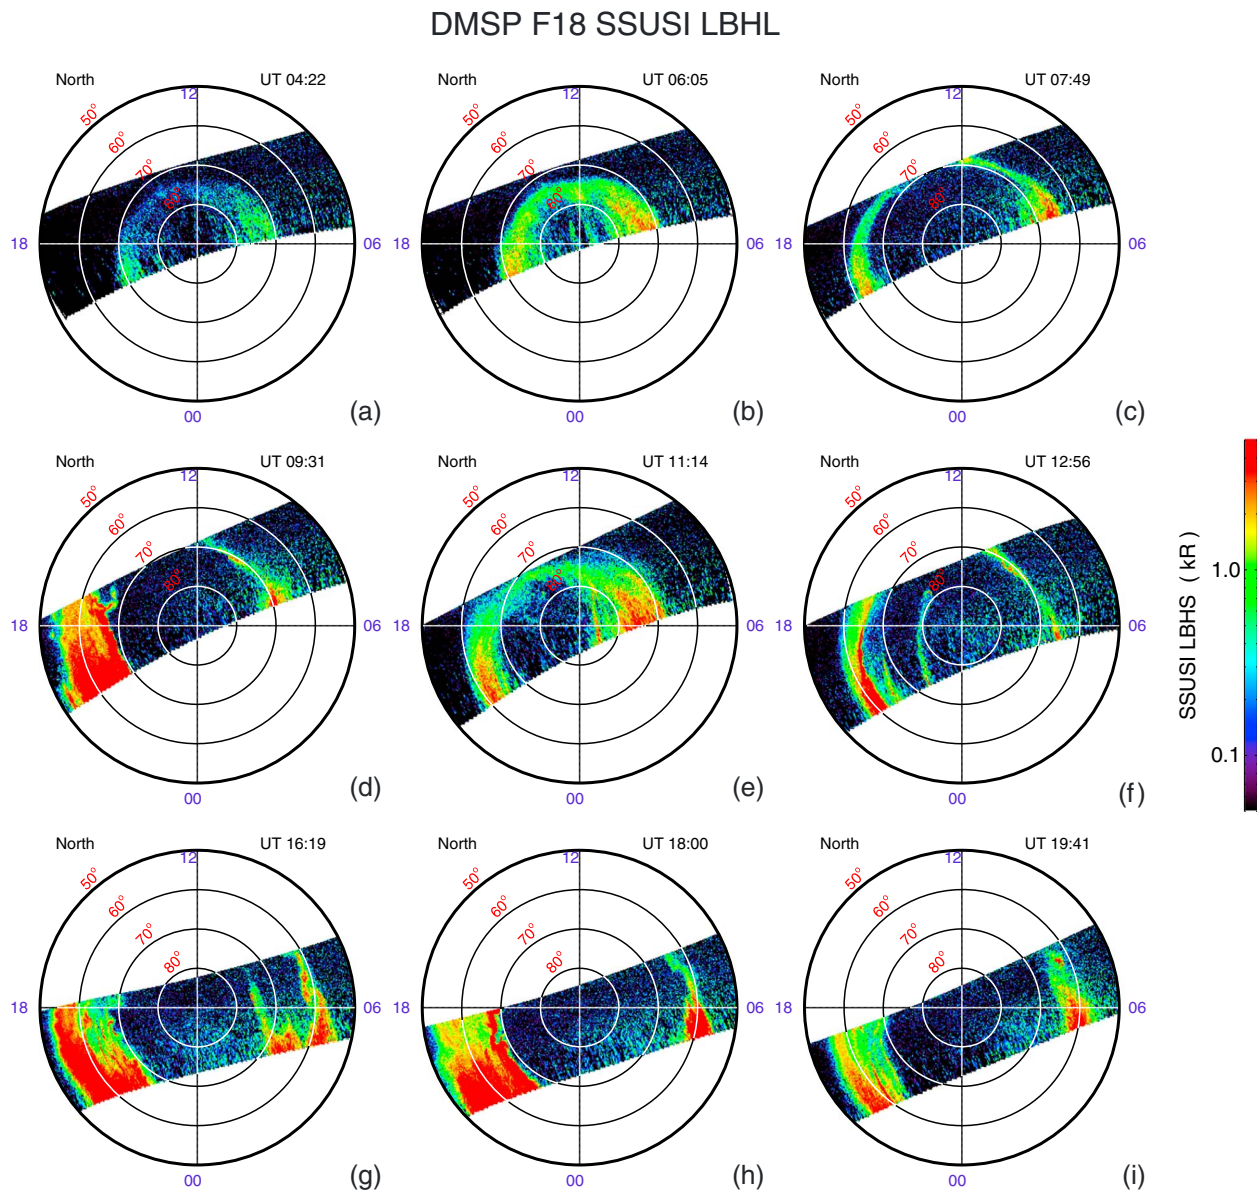 DMSP F18 SSUSI LBHL
North 12 UT 04:22
50°
60°
70°
80°
18 06
00 (a)
North 12 UT 06:05
50°
60°
70°
80°
18 06
00 (b)
North 12 UT 07:49
50°
60°
70°
80°
18 06
00 (c)
North 12 UT 09:31
50°
60°
70°
80°
18 06
00 (d)
North 12 UT 11:14
50°
60°
70°
80°
18 06
00 (e)
North 12 UT 12:56
50°
60°
70°
80°
18 06
00 (f)
North 12 UT 16:19
50°
60°
70°
80°
18 06
00 (g)
North 12 UT 18:00
50°
60°
70°
80°
18 06
00 (h)
North 12 UT 19:41
50°
60°
70°
80°
18 06
00 (i)
SSUSI LBHS ( kR )
1.0
0.1